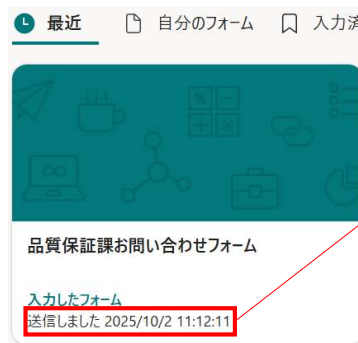 最近 自分のフォーム 入力済
品質保証課お問い合わせフォーム
入力したフォーム
送信しました 2025/10/2 11:12:11